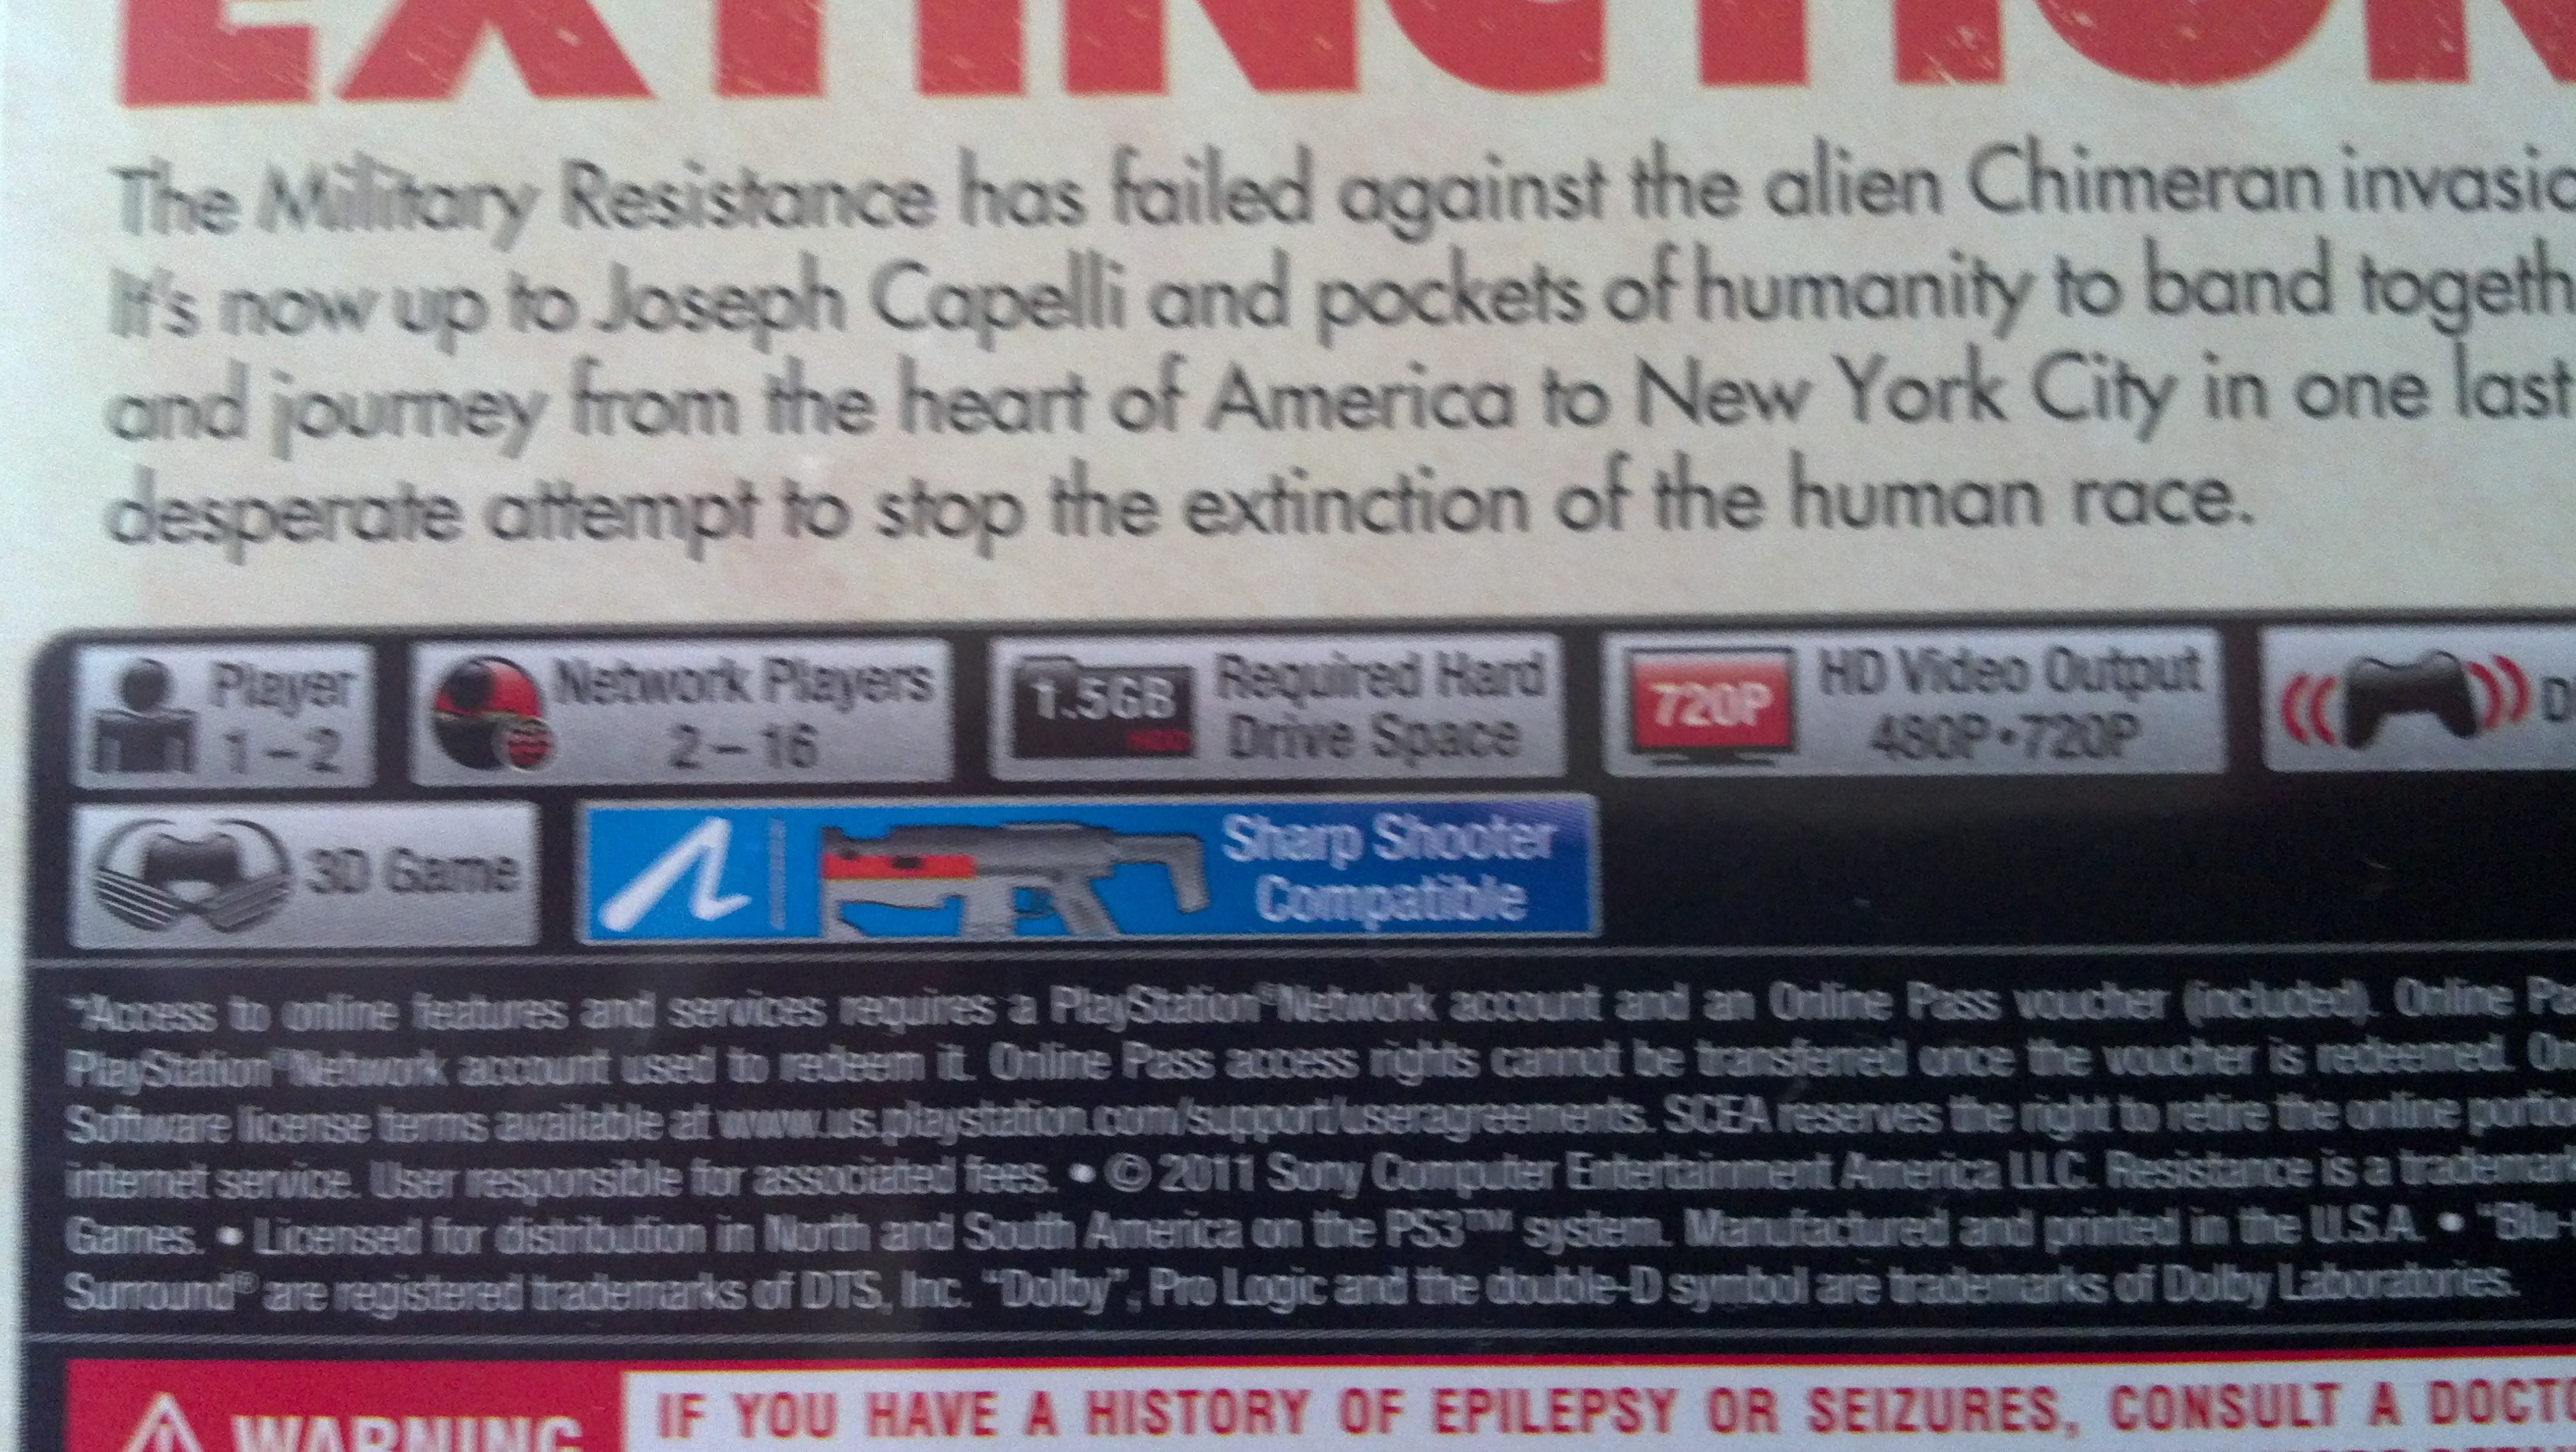 EXTINCTION
The Military Resistance has failed against the alien Chimeran invasio
It's now up to Joseph Capelli and pockets of humanity to band togeth
and journey from the heart of America to New York City in one last
desperate attempt to stop the extinction of the human race.
Player
1 – 2
Network Players
2 – 16
1.5GB
HDD
Required Hard
Drive Space
720P
HD Video Output
480P•720P
D
3D Game
Sharp Shooter
Compatible
*Access to online features and services requires a PlayStation®Network account and an Online Pass voucher (included). Online Pa
PlayStation®Network account used to redeem it. Online Pass access rights cannot be transferred once the voucher is redeemed. On
Software license terms available at www.us.playstation.com/support/useragreements. SCEA reserves the right to retire the online portio
internet service. User responsible for associated fees. • © 2011 Sony Computer Entertainment America LLC. Resistance is a trademar
Games. • Licensed for distribution in North and South America on the PS3™ system. Manufactured and printed in the U.S.A. • "Blu-
Surround® are registered trademarks of DTS, Inc. "Dolby", Pro Logic and the double-D symbol are trademarks of Dolby Laboratories.
WARNING
IF YOU HAVE A HISTORY OF EPILEPSY OR SEIZURES, CONSULT A DOCTO